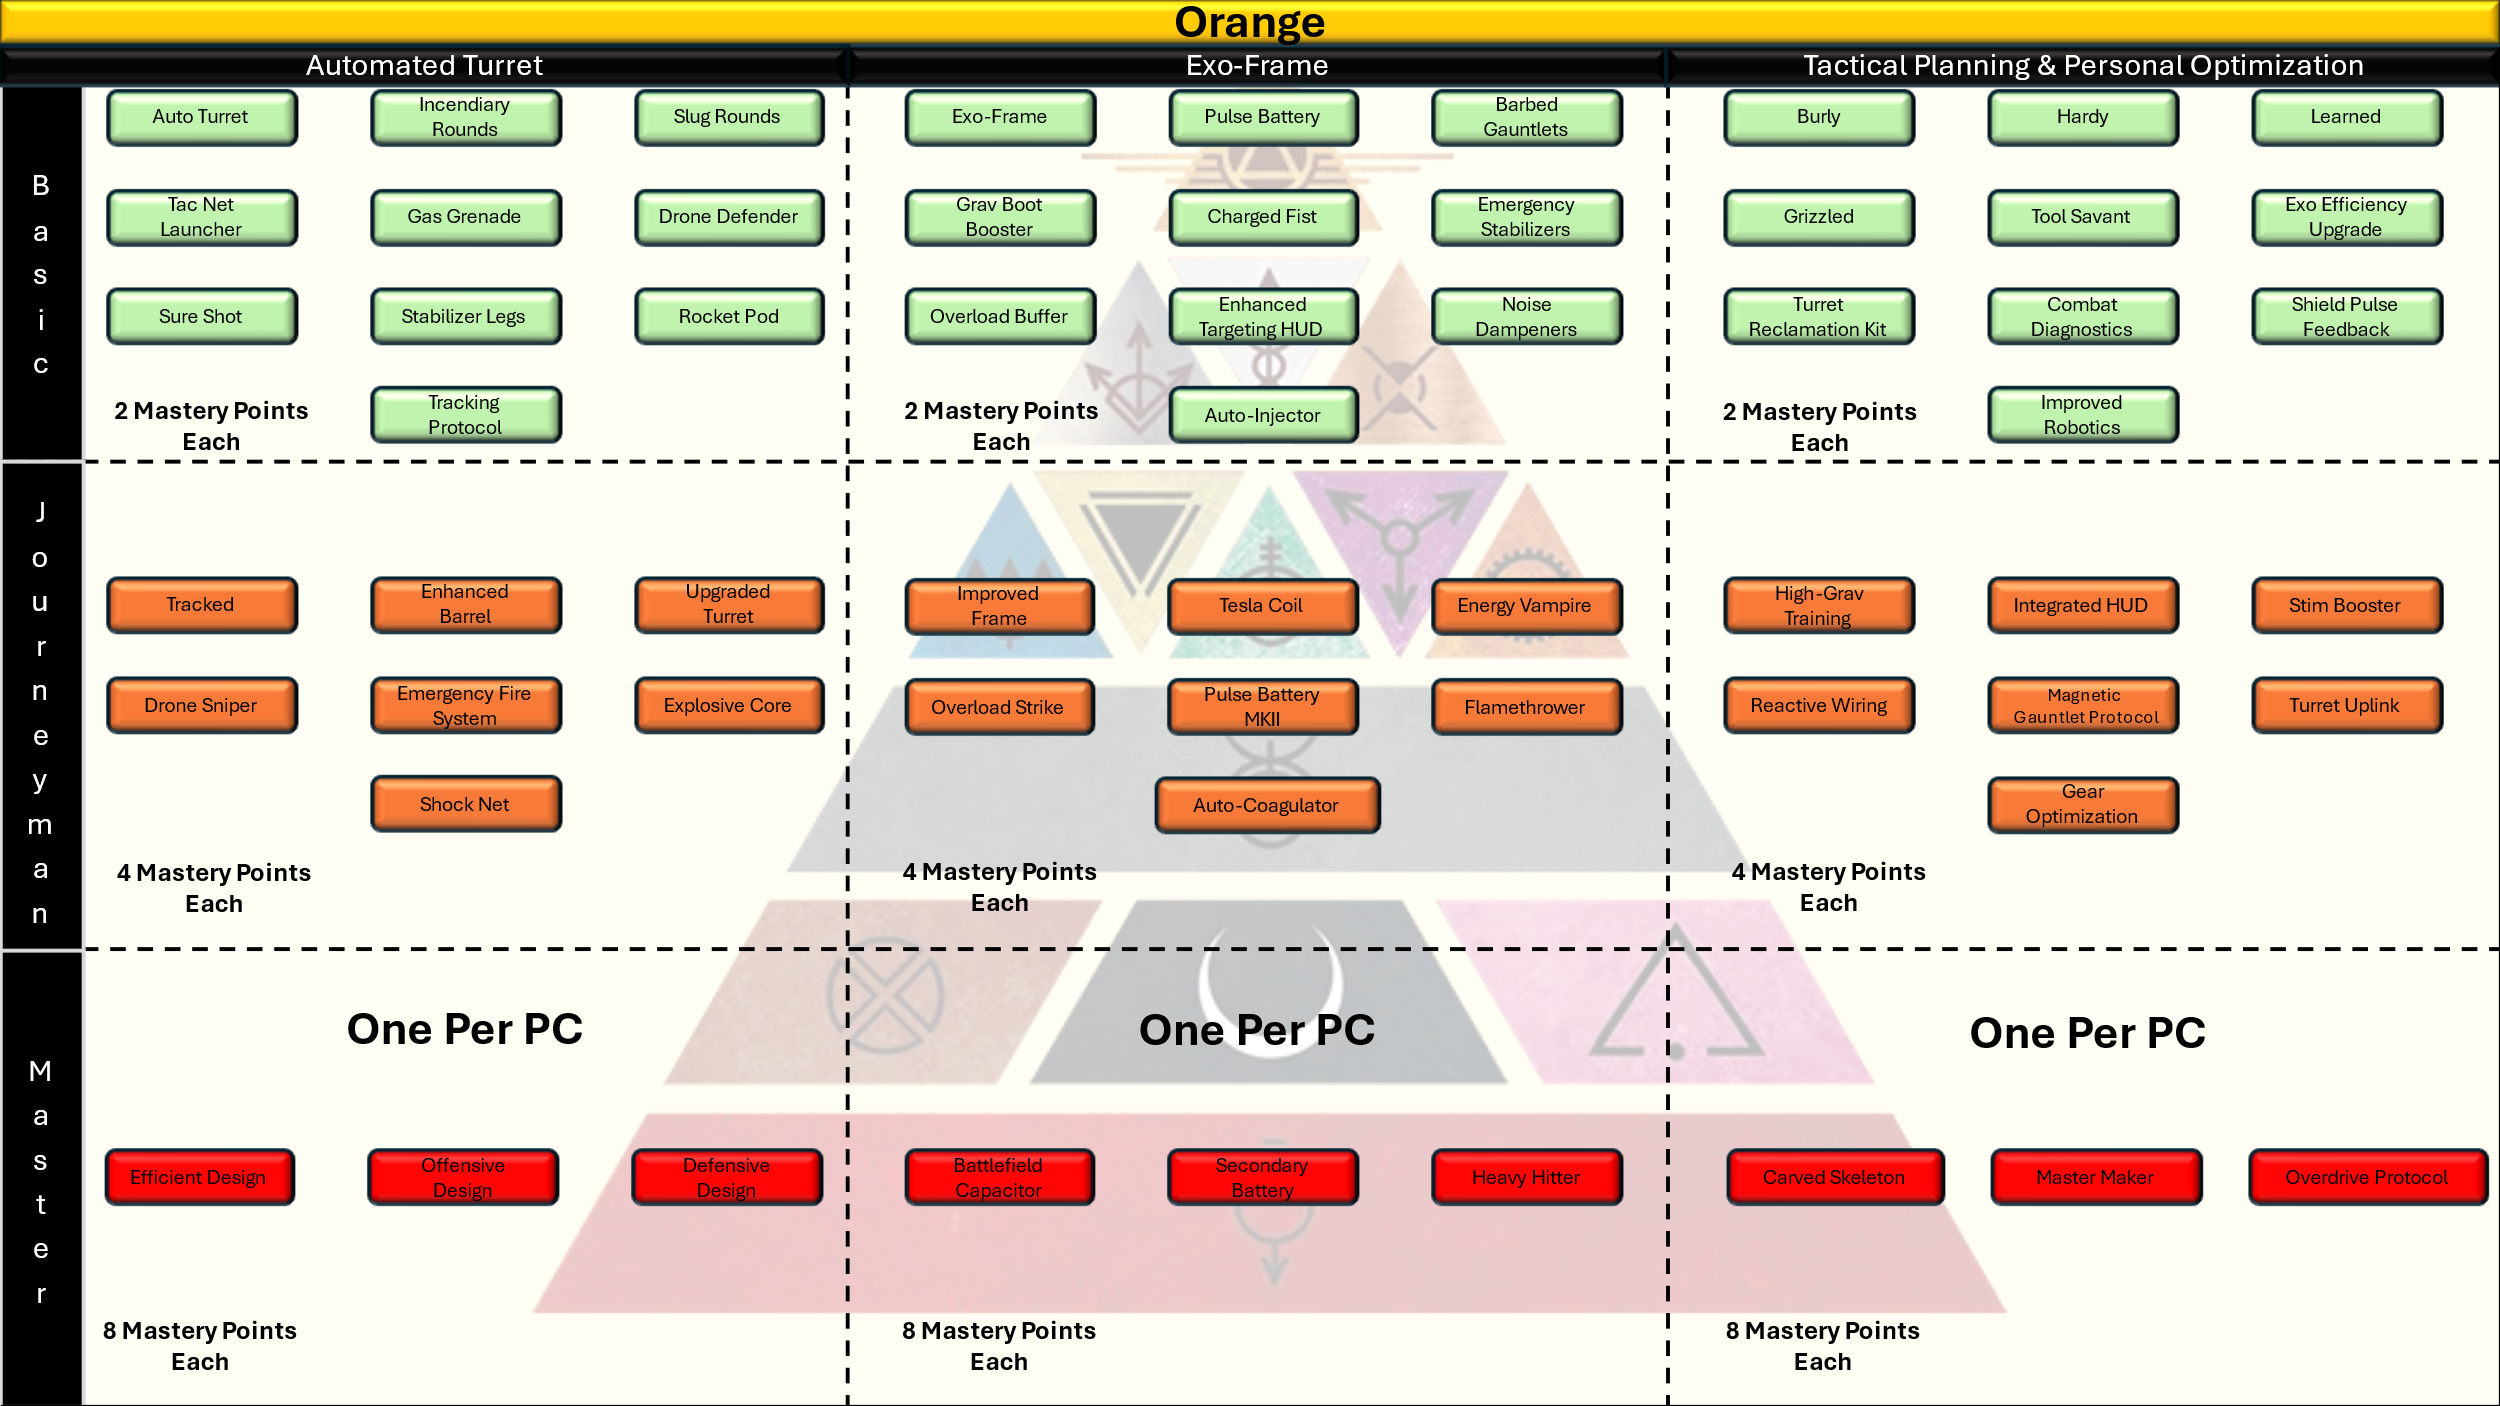 Orange
Automated Turret
Exo-Frame
Tactical Planning & Personal Optimization
B
a
s
i
c
Auto Turret
Incendiary
Rounds
Slug Rounds
Tac Net
Launcher
Gas Grenade
Drone Defender
Sure Shot
Stabilizer Legs
Rocket Pod
Tracking
Protocol
2 Mastery Points
Each
Exo-Frame
Pulse Battery
Barbed
Gauntlets
Grav Boot
Booster
Charged Fist
Emergency
Stabilizers
Overload Buffer
Enhanced
Targeting HUD
Noise
Dampeners
Auto-Injector
2 Mastery Points
Each
Burly
Hardy
Learned
Grizzled
Tool Savant
Exo Efficiency
Upgrade
Turret
Reclamation Kit
Combat
Diagnostics
Shield Pulse
Feedback
Improved
Robotics
2 Mastery Points
Each
J
o
u
r
n
e
y
m
a
n
Tracked
Enhanced
Barrel
Upgraded
Turret
Drone Sniper
Emergency Fire
System
Explosive Core
Shock Net
4 Mastery Points
Each
Improved
Frame
Tesla Coil
Energy Vampire
Overload Strike
Pulse Battery
MKII
Flamethrower
Auto-Coagulator
4 Mastery Points
Each
High-Grav
Training
Integrated HUD
Stim Booster
Reactive Wiring
Magnetic
Gauntlet Protocol
Turret Uplink
Gear
Optimization
4 Mastery Points
Each
M
a
s
t
e
r
One Per PC
Efficient Design
Offensive
Design
Defensive
Design
8 Mastery Points
Each
One Per PC
Battlefield
Capacitor
Secondary
Battery
Heavy Hitter
8 Mastery Points
Each
One Per PC
Carved Skeleton
Master Maker
Overdrive Protocol
8 Mastery Points
Each